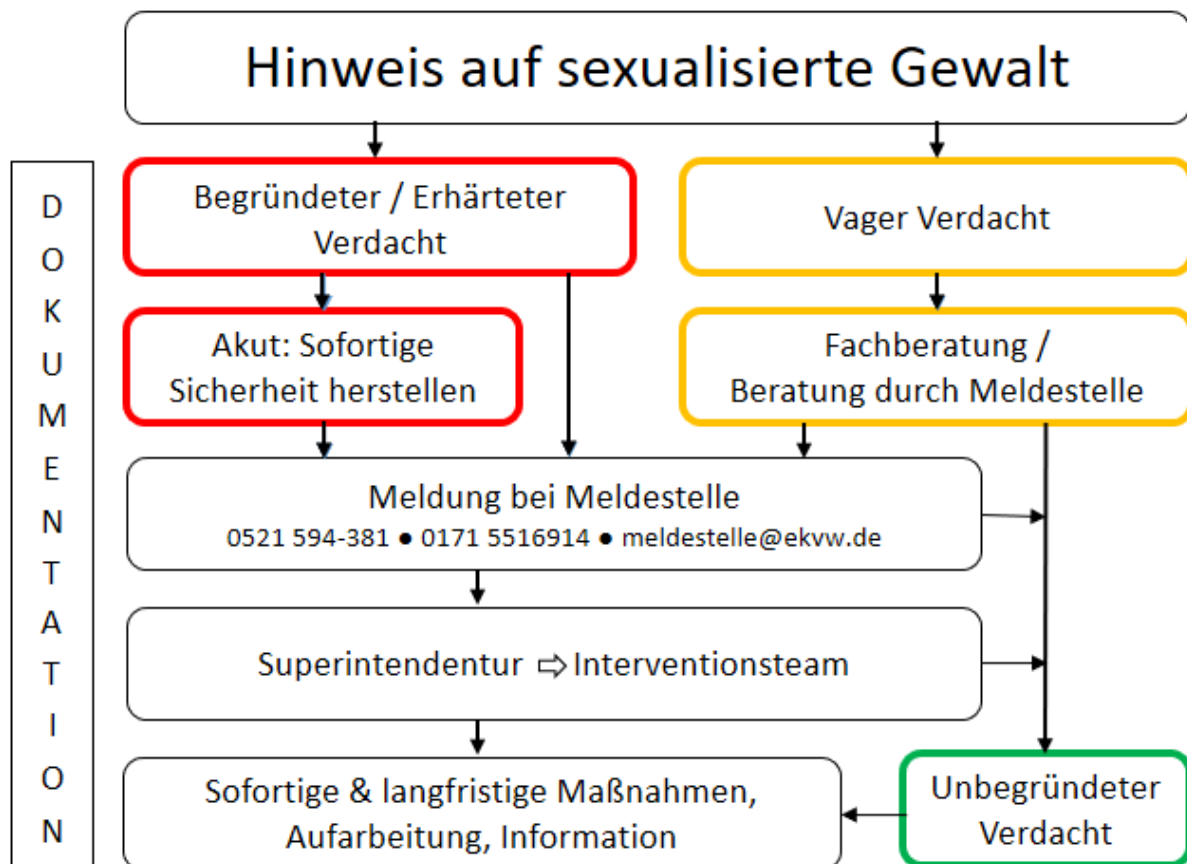 Hinweis auf sexualisierte Gewalt
DOKUMENTATION
Begründeter / Erhärteter
Verdacht
Vager Verdacht
Akut: Sofortige
Sicherheit herstellen
Fachberatung /
Beratung durch Meldestelle
Meldung bei Meldestelle
0521 594-381 ● 0171 5516914 ● meldestelle@ekvw.de
Superintendentur ⇨ Interventionsteam
Sofortige & langfristige Maßnahmen,
Aufarbeitung, Information
Unbegründeter
Verdacht